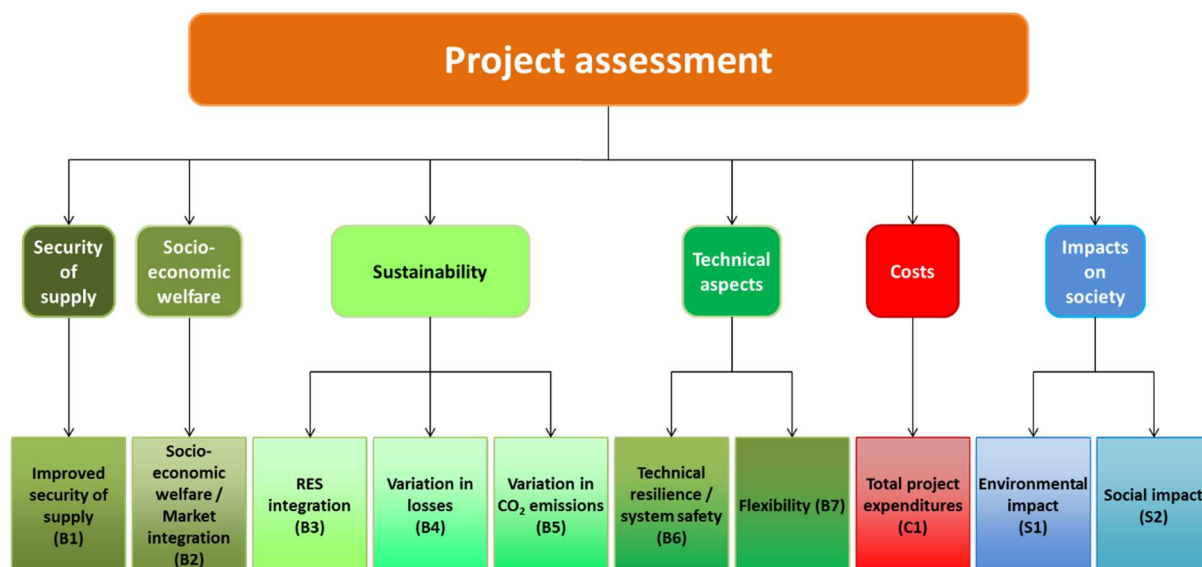 Project assessment
Security
of
supply
Socio-
economic
welfare
Sustainability
Technical
aspects
Costs
Impacts
on
society
Improved
security of
supply
(B1)
Socio-
economic
welfare /
Market
integration
(B2)
RES
integration
(B3)
Variation in
losses
(B4)
Variation in
CO₂ emissions
(B5)
Technical
resilience /
system safety
(B6)
Flexibility (B7)
Total project
expenditures
(C1)
Environmental
impact
(S1)
Social impact
(S2)